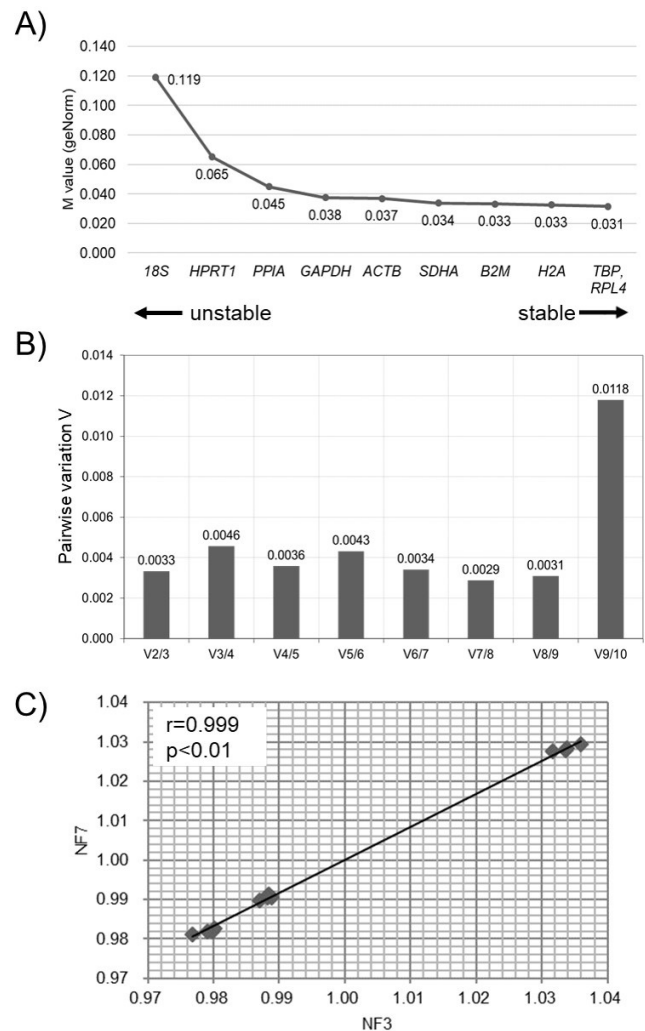 A)
0.140
0.120
0.100
0.080
0.060
0.040
0.020
0.000
M value (geNorm)
0.119
0.065
0.045
0.038
0.037
0.034
0.033
0.033
0.031
18S HPRT1 PPIA GAPDH ACTB SDHA B2M H2A TBP,
RPL4
unstable stable
B)
0.014
0.012
0.010
0.008
0.006
0.004
0.002
0.000
Pairwise variation V
0.0033
0.0046
0.0036
0.0043
0.0034
0.0029
0.0031
0.0118
V2/3 V3/4 V4/5 V5/6 V6/7 V7/8 V8/9 V9/10
C)
1.04
1.03
1.02
1.01
1.00
0.99
0.98
0.97
NF7
r=0.999
p<0.01
0.97 0.98 0.99 1.00 1.01 1.02 1.03 1.04
NF3